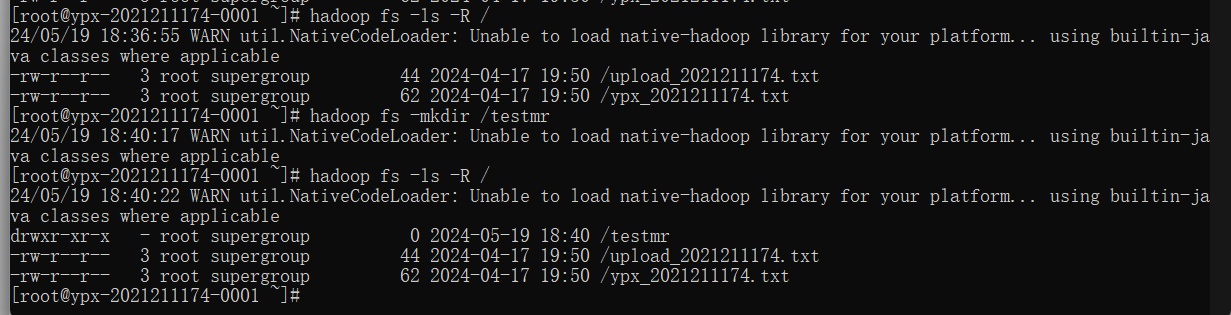 [root@ypx-2021211174-0001 ~]# hadoop fs -ls -R /
24/05/19 18:36:55 WARN util.NativeCodeLoader: Unable to load native-hadoop library for your platform... using builtin-ja
va classes where applicable
-rw-r--r--   3 root supergroup         44 2024-04-17 19:50 /upload_2021211174.txt
-rw-r--r--   3 root supergroup         62 2024-04-17 19:50 /ypx_2021211174.txt
[root@ypx-2021211174-0001 ~]# hadoop fs -mkdir /testmr
24/05/19 18:40:17 WARN util.NativeCodeLoader: Unable to load native-hadoop library for your platform... using builtin-ja
va classes where applicable
[root@ypx-2021211174-0001 ~]# hadoop fs -ls -R /
24/05/19 18:40:22 WARN util.NativeCodeLoader: Unable to load native-hadoop library for your platform... using builtin-ja
va classes where applicable
drwxr-xr-x   - root supergroup          0 2024-05-19 18:40 /testmr
-rw-r--r--   3 root supergroup         44 2024-04-17 19:50 /upload_2021211174.txt
-rw-r--r--   3 root supergroup         62 2024-04-17 19:50 /ypx_2021211174.txt
[root@ypx-2021211174-0001 ~]#